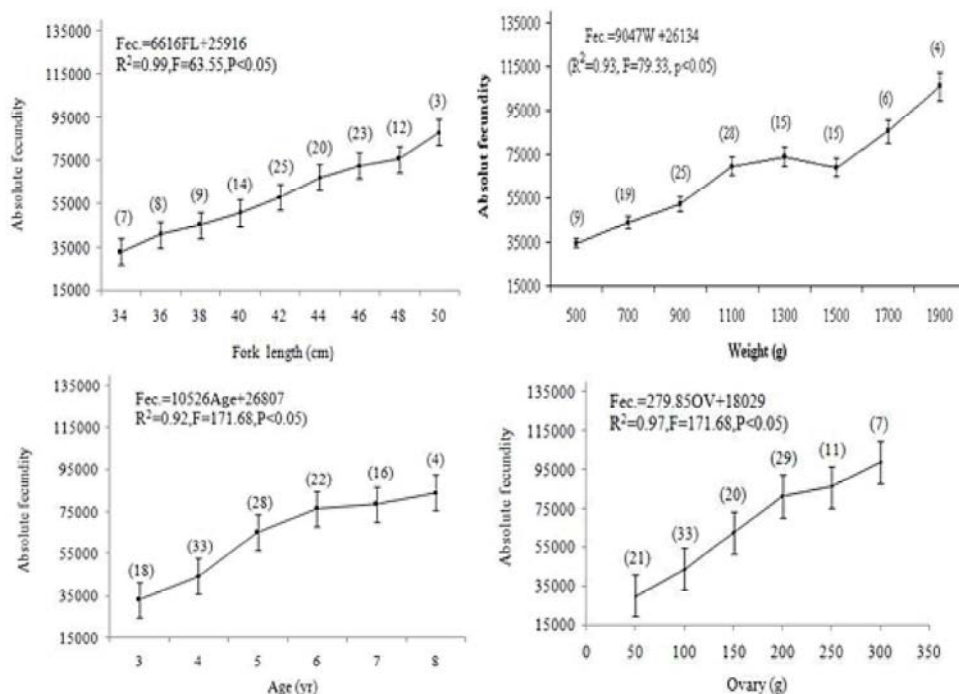 Fec.=6616FL+25916
R²=0.99,F=63.55,P<0.05)
Absolute fecundity
135000
115000
95000
75000
55000
35000
15000
(7) (8) (9) (14) (25) (20) (23) (12) (3)
34 36 38 40 42 44 46 48 50
Fork length (cm)
Fec.=9047W +26134
(R²=0.93, F=79.33, p<0.05)
Absolut fecundity
135000
115000
95000
75000
55000
35000
15000
(9) (19) (25) (28) (15) (15) (6) (4)
500 700 900 1100 1300 1500 1700 1900
Weight (g)
Fec.=10526Age+26807
R²=0.92,F=171.68,P<0.05)
Absolute fecundity
135000
115000
95000
75000
55000
35000
15000
(18) (33) (28) (22) (16) (4)
3 4 5 6 7 8
Age (yr)
Fec.=279.85OV+18029
R²=0.97,F=171.68,P<0.05)
Absolute fecundity
135000
115000
95000
75000
55000
35000
15000
(21) (33) (20) (29) (11) (7)
0 50 100 150 200 250 300 350
Ovary (g)